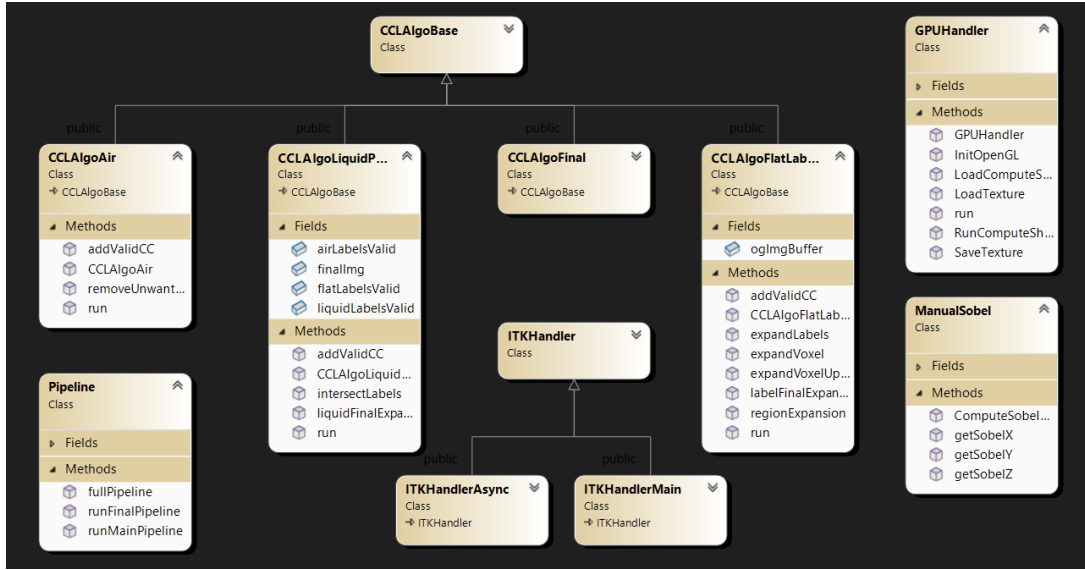 CCLAlgoBase
Class
GPUHandler
Class
Fields
Methods
GPUHandler
InitOpenGL
LoadComputeS...
LoadTexture
run
RunComputeSh...
SaveTexture
public
public
public
public
CCLAlgoAir
Class
CCLAlgoBase
Methods
addValidCC
CCLAlgoAir
removeUnwant...
run
CCLAlgoLiquidP...
Class
CCLAlgoBase
Fields
airLabelsValid
finalImg
flatLabelsValid
liquidLabelsValid
Methods
addValidCC
CCLAlgoLiquid...
intersectLabels
liquidFinalExpa...
run
CCLAlgoFinal
Class
CCLAlgoBase
CCLAlgoFlatLab...
Class
CCLAlgoBase
Fields
ogImgBuffer
Methods
addValidCC
CCLAlgoFlatLab...
expandLabels
expandVoxel
expandVoxelUp...
labelFinalExpan...
regionExpansion
run
ManualSobel
Class
Fields
Methods
ComputeSobel...
getSobelX
getSobelY
getSobelZ
ITKHandler
Class
Pipeline
Class
Fields
Methods
fullPipeline
runFinalPipeline
runMainPipeline
public
public
ITKHandlerAsync
Class
ITKHandler
ITKHandlerMain
Class
ITKHandler